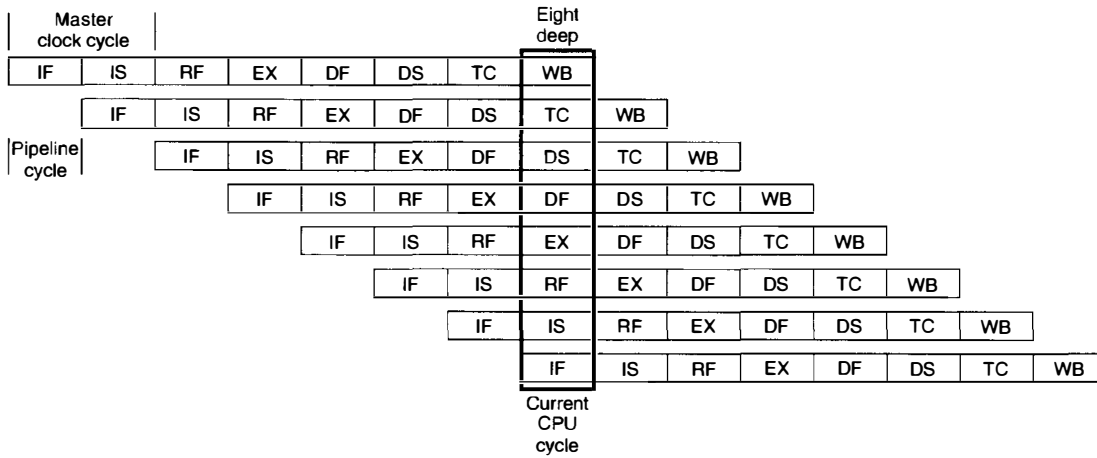 Master
clock cycle
Eight
deep
IF IS RF EX DF DS TC WB
IF IS RF EX DF DS TC WB
Pipeline
cycle
IF IS RF EX DF DS TC WB
IF IS RF EX DF DS TC WB
IF IS RF EX DF DS TC WB
IF IS RF EX DF DS TC WB
IF IS RF EX DF DS TC WB
IF IS RF EX DF DS TC WB
Current
CPU
cycle